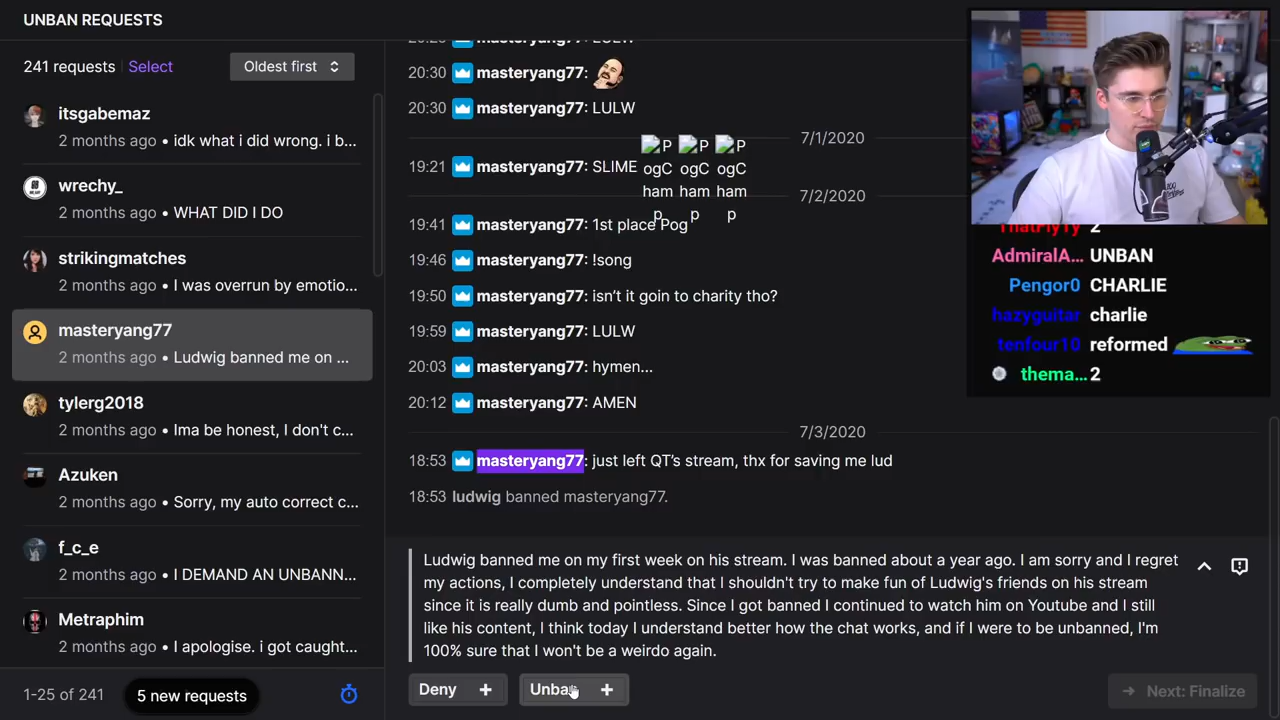 UNBAN REQUESTS
241 requests Select Oldest first
itsgabemaz
2 months ago • idk what i did wrong. i b...
wrechy_
2 months ago • WHAT DID I DO
strikingmatches
2 months ago • I was overrun by emotio...
masteryang77
2 months ago • Ludwig banned me on ...
tylerg2018
2 months ago • Ima be honest, I don't c...
Azuken
2 months ago • Sorry, my auto correct c...
f_c_e
2 months ago • I DEMAND AN UNBANN...
Metraphim
2 months ago • I apologise. i got caught...
1-25 of 241 5 new requests
20:20 masteryang77: LULW
20:30 masteryang77:
20:30 masteryang77: LULW
7/1/2020
19:21 masteryang77: SLIME PogChamp PogChamp PogChamp
7/2/2020
19:41 masteryang77: 1st place Pog
19:46 masteryang77: !song
19:50 masteryang77: isn't it goin to charity tho?
19:59 masteryang77: LULW
20:03 masteryang77: hymen...
20:12 masteryang77: AMEN
7/3/2020
18:53 masteryang77: just left QT's stream, thx for saving me lud
18:53 ludwig banned masteryang77.
Ludwig banned me on my first week on his stream. I was banned about a year ago. I am sorry and I regret
my actions, I completely understand that I shouldn't try to make fun of Ludwig's friends on his stream
since it is really dumb and pointless. Since I got banned I continued to watch him on Youtube and I still
like his content, I think today I understand better how the chat works, and if I were to be unbanned, I'm
100% sure that I won't be a weirdo again.
Deny + Unban +
Next: Finalize
ThatFlyTy 2
AdmiralA... UNBAN
Pengor0 CHARLIE
hazyguitar charlie
tenfour10 reformed
thema... 2